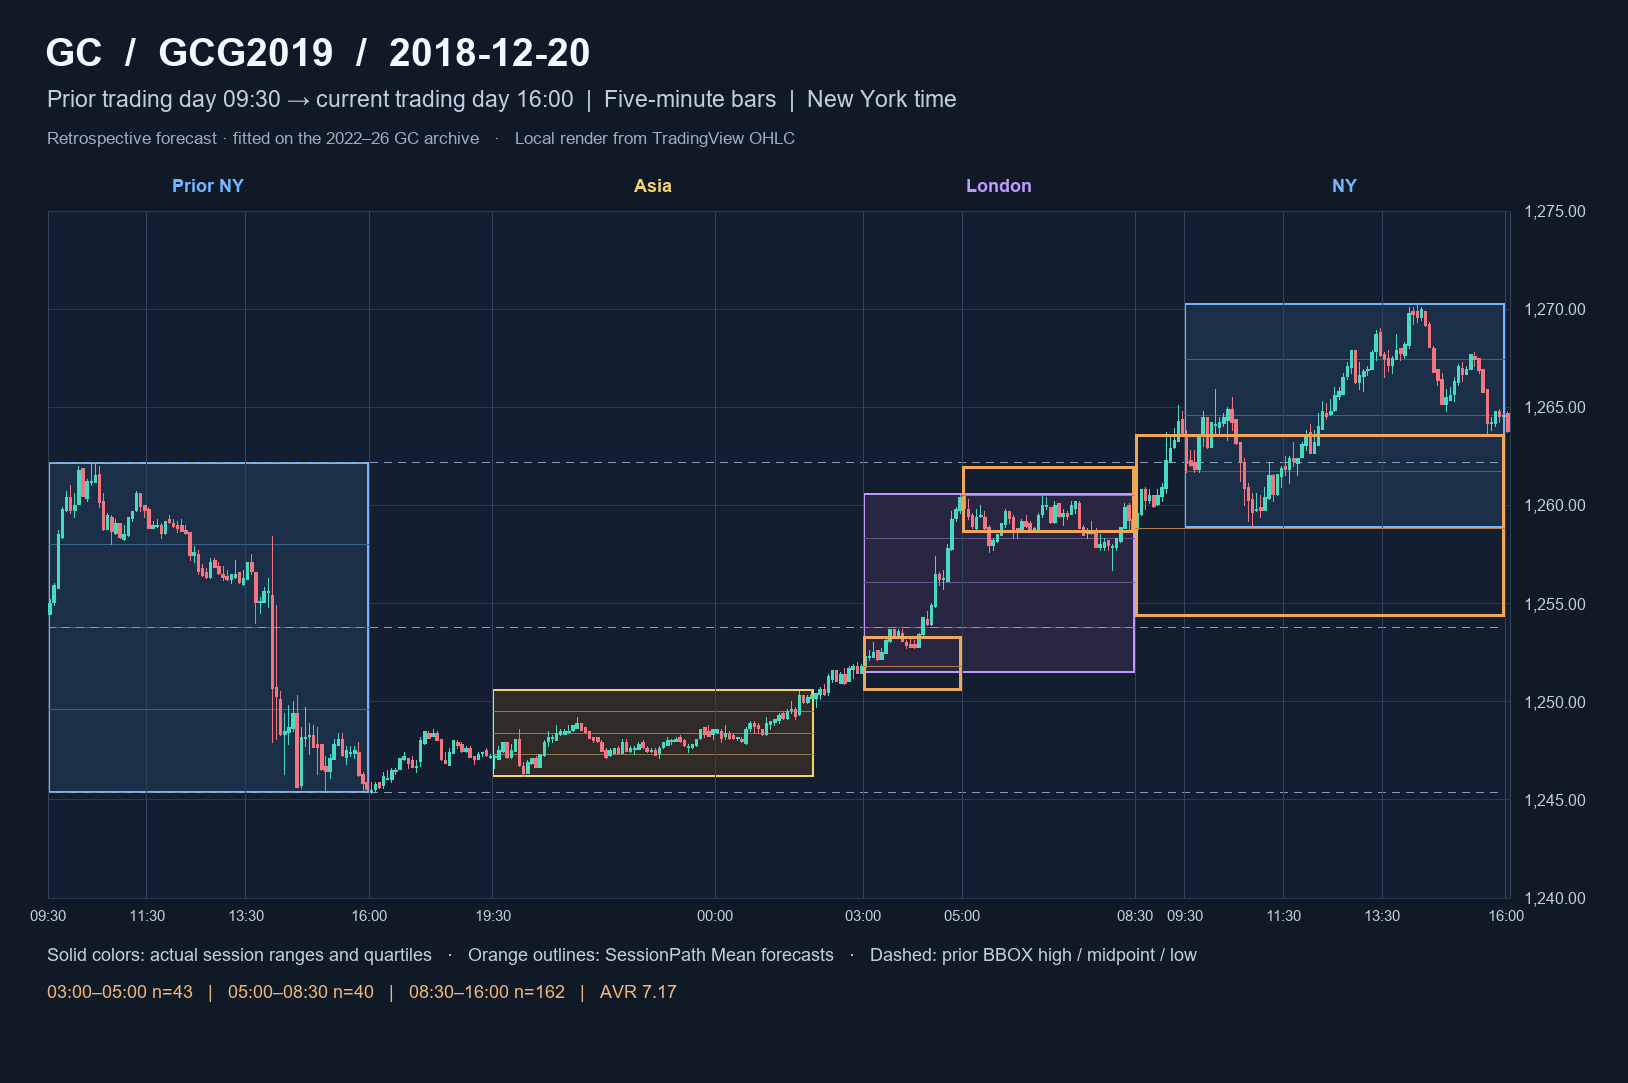 GC / GCG2019 / 2018-12-20
Prior trading day 09:30 → current trading day 16:00 | Five-minute bars | New York time
Retrospective forecast · fitted on the 2022–26 GC archive · Local render from TradingView OHLC
Prior NY Asia London NY
1,275.00
1,270.00
1,265.00
1,260.00
1,255.00
1,250.00
1,245.00
1,240.00
09:30 11:30 13:30 16:00 19:30 00:00 03:00 05:00 08:30 09:30 11:30 13:30 16:00
Solid colors: actual session ranges and quartiles · Orange outlines: SessionPath Mean forecasts · Dashed: prior BBOX high / midpoint / low
03:00–05:00 n=43 | 05:00–08:30 n=40 | 08:30–16:00 n=162 | AVR 7.17